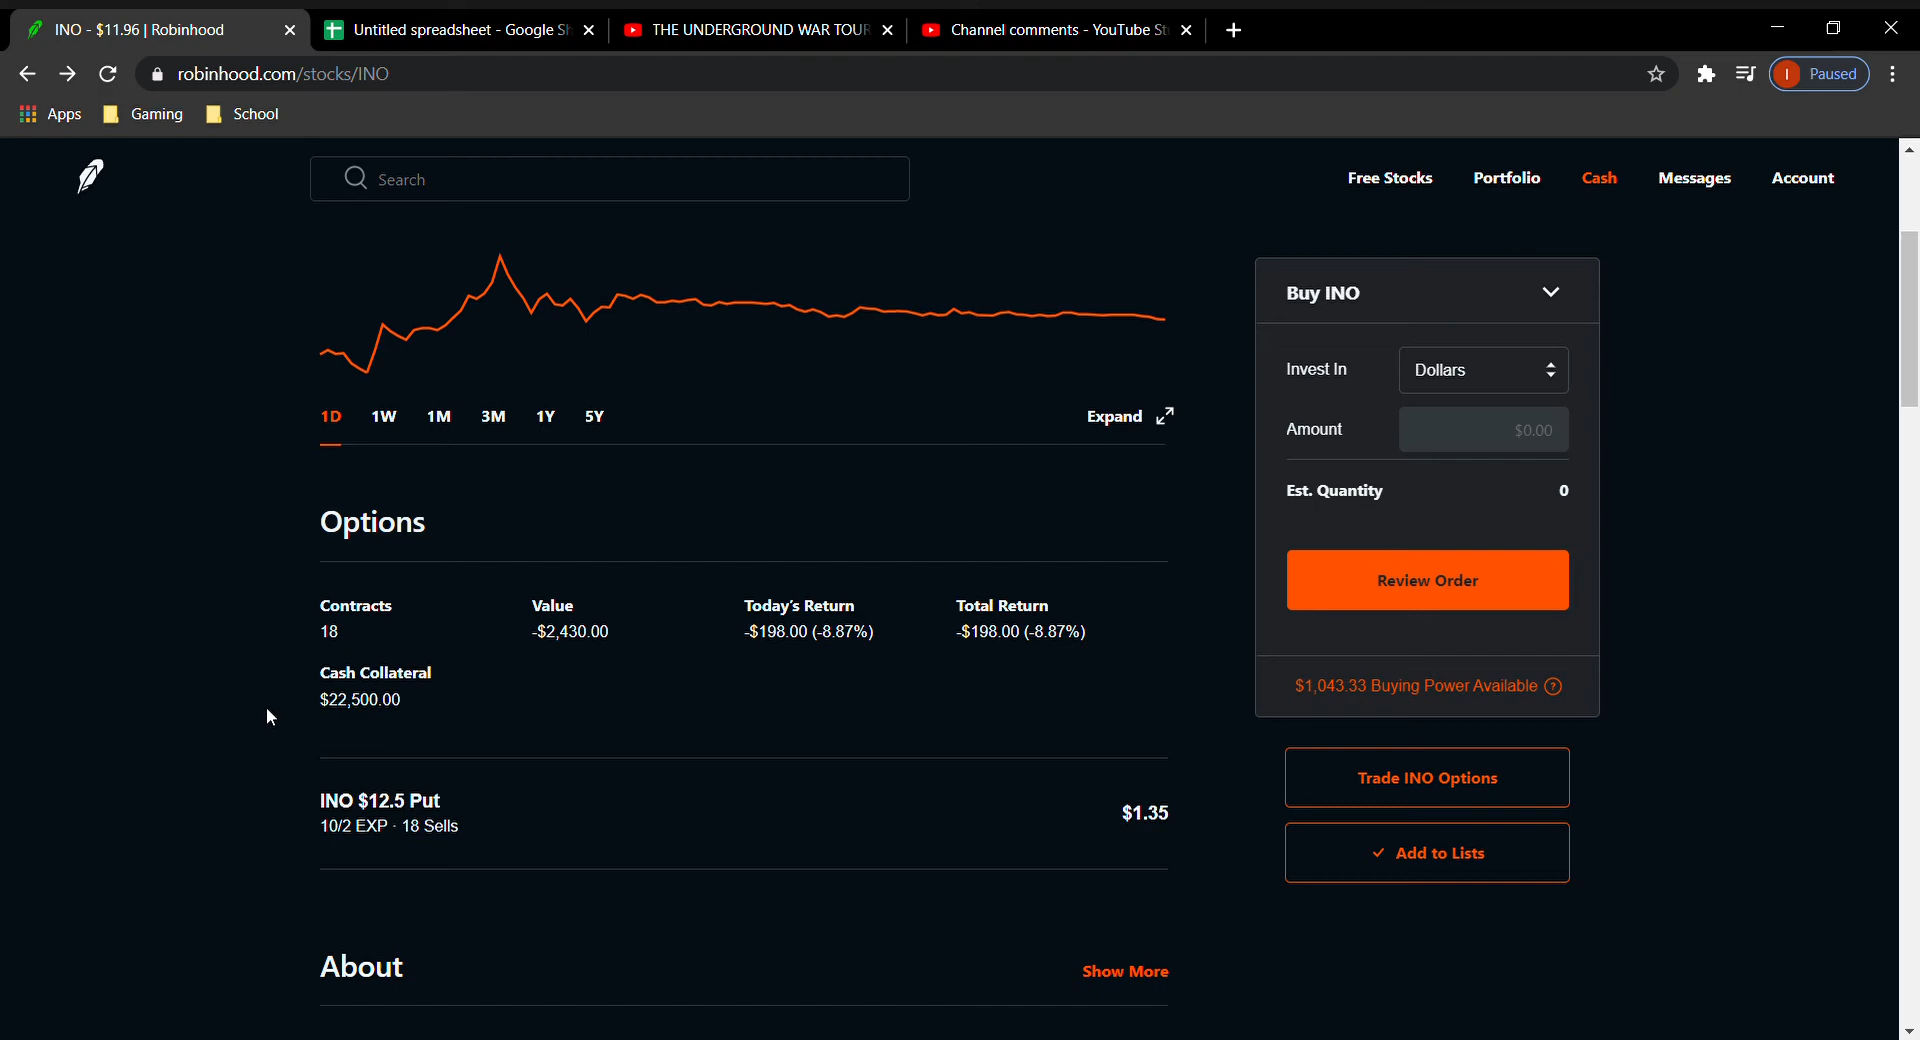 INO - $11.96 | Robinhood
Untitled spreadsheet - Google Sh
THE UNDERGROUND WAR TOUR
Channel comments - YouTube St
robinhood.com/stocks/INO
I Paused
Apps
Gaming
School
Search
Free Stocks
Portfolio
Cash
Messages
Account
1D
1W
1M
3M
1Y
5Y
Expand
Options
Contracts
Value
Today's Return
Total Return
18
-$2,430.00
-$198.00 (-8.87%)
-$198.00 (-8.87%)
Cash Collateral
$22,500.00
INO $12.5 Put
10/2 EXP · 18 Sells
$1.35
About
Show More
Buy INO
Invest In
Dollars
Amount
$0.00
Est. Quantity
0
Review Order
$1,043.33 Buying Power Available ?
Trade INO Options
✓ Add to Lists